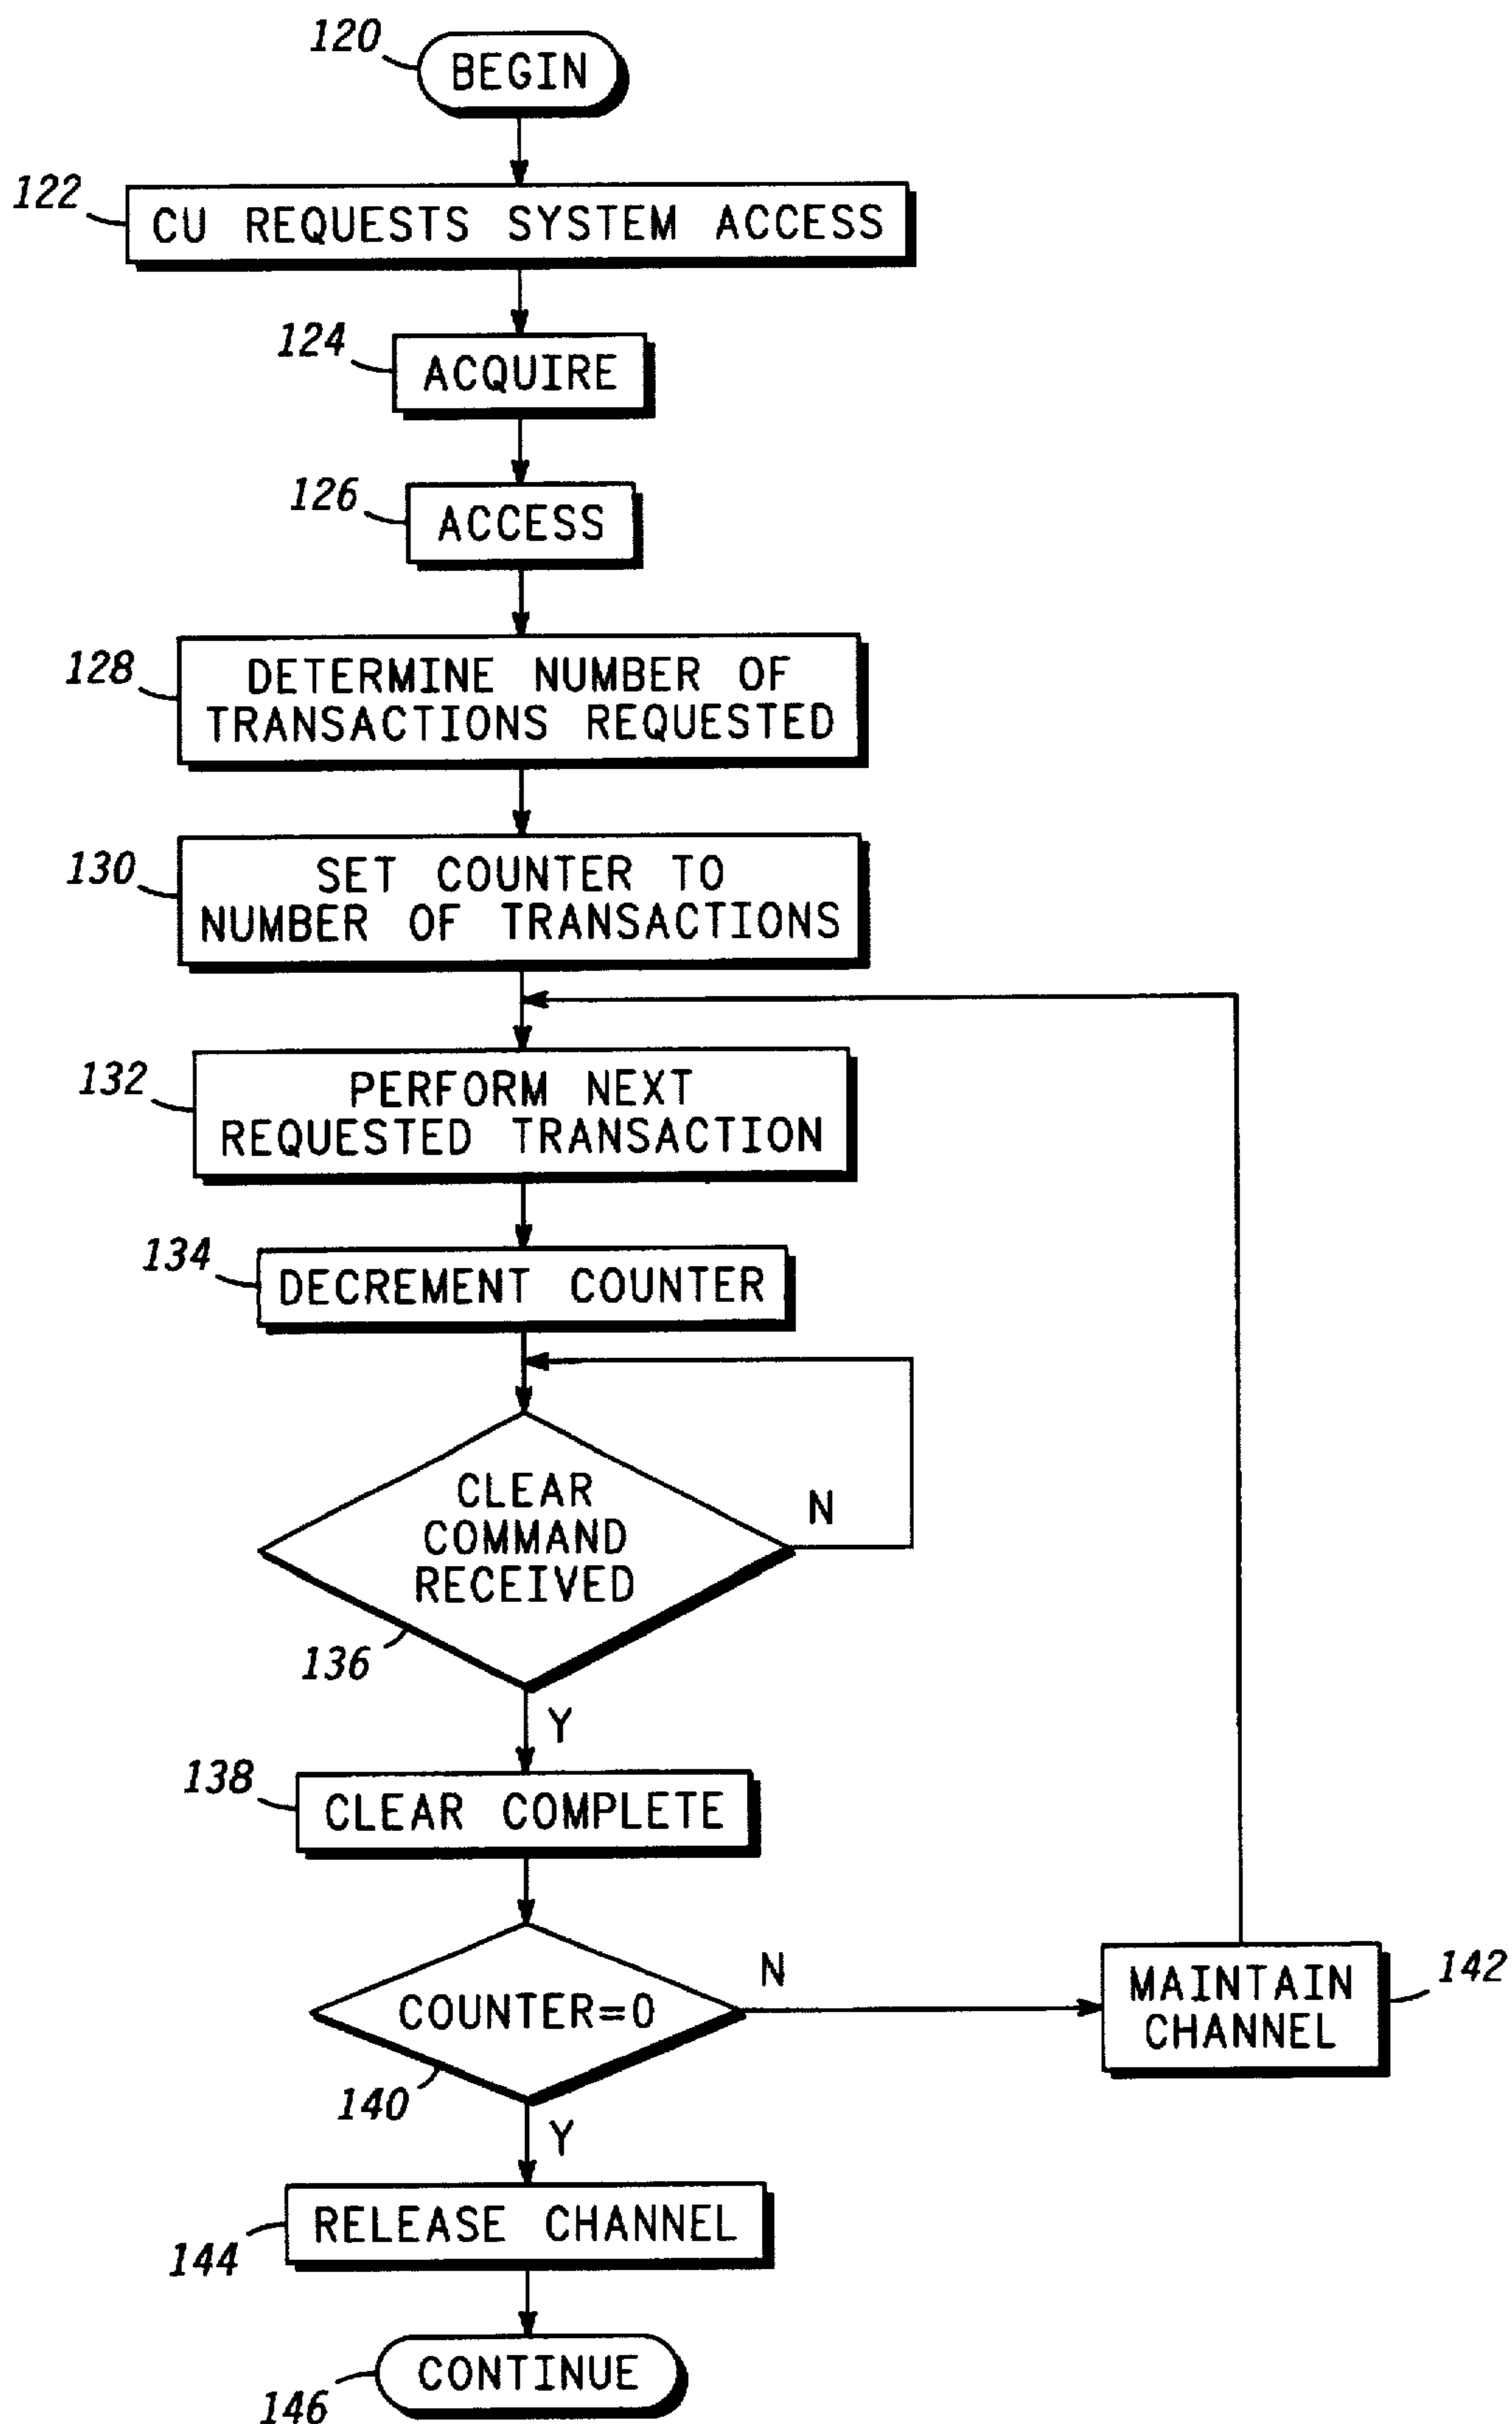 120
BEGIN
122
CU REQUESTS SYSTEM ACCESS
124
ACQUIRE
126
ACCESS
128
DETERMINE NUMBER OF
TRANSACTIONS REQUESTED
130
SET COUNTER TO
NUMBER OF TRANSACTIONS
132
PERFORM NEXT
REQUESTED TRANSACTION
134
DECREMENT COUNTER
CLEAR
COMMAND
RECEIVED
N
136
Y
138
CLEAR COMPLETE
COUNTER=0
N
MAINTAIN
CHANNEL
142
140
Y
RELEASE CHANNEL
144
CONTINUE
146